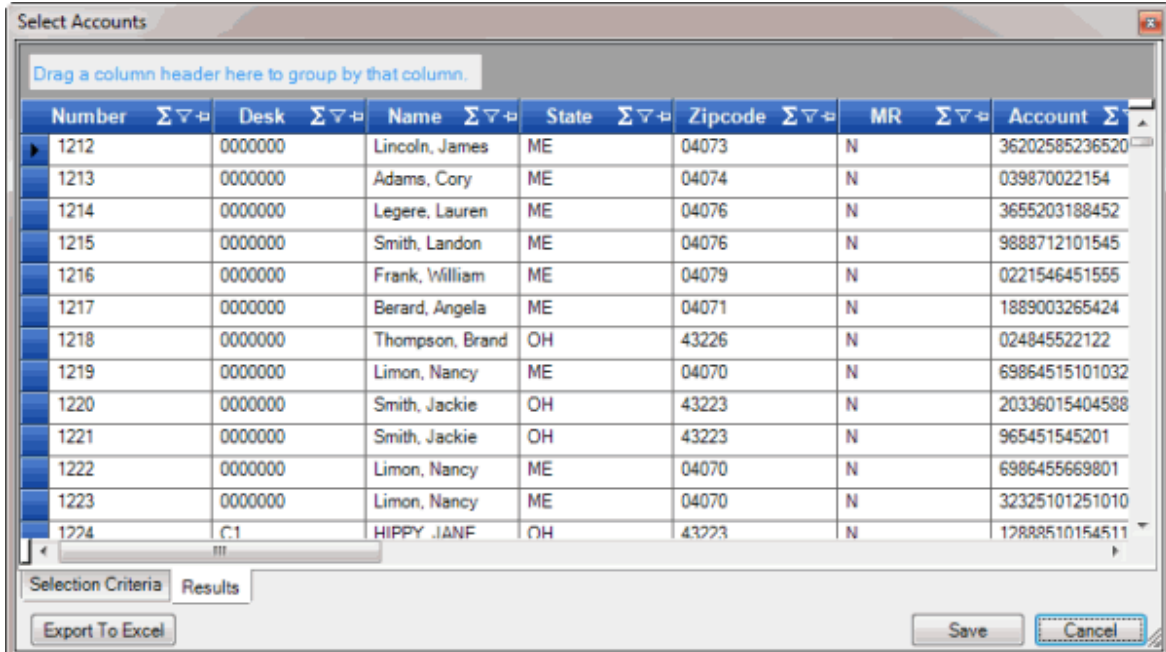 Select Accounts
Drag a column header here to group by that column.
Number Desk Name State Zipcode MR Account
1212 0000000 Lincoln, James ME 04073 N 36202585236520
1213 0000000 Adams, Cory ME 04074 N 039870022154
1214 0000000 Legere, Lauren ME 04076 N 3655203188452
1215 0000000 Smith, Landon ME 04076 N 9888712101545
1216 0000000 Frank, William ME 04079 N 0221546451555
1217 0000000 Berard, Angela ME 04071 N 1889003265424
1218 0000000 Thompson, Brand OH 43226 N 024845522122
1219 0000000 Limon, Nancy ME 04070 N 69864515101032
1220 0000000 Smith, Jackie OH 43223 N 20336015404588
1221 0000000 Smith, Jackie OH 43223 N 965451545201
1222 0000000 Limon, Nancy ME 04070 N 6986455669801
1223 0000000 Limon, Nancy ME 04070 N 32325101251010
1224 C1 HIPPY, JANE OH 43223 N 12888510154511
Selection Criteria Results
Export To Excel Save Cancel